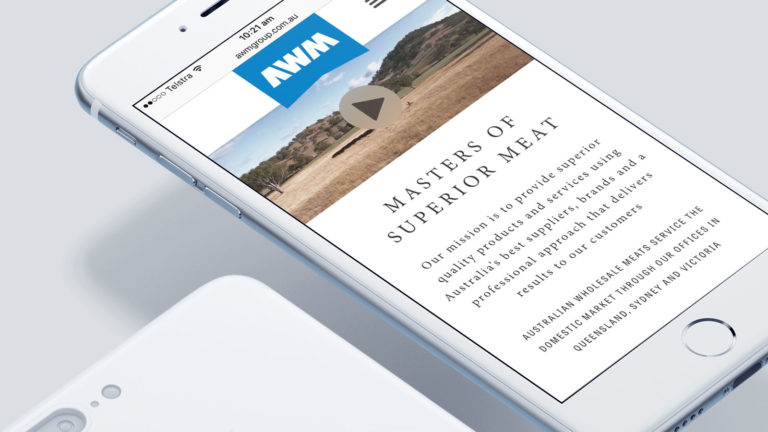 Telstra
10:21 am
awmgroup.com.au
AWM
MASTERS OF
SUPERIOR MEAT
Our mission is to provide superior
quality products and services using
Australia's best suppliers, brands and a
professional approach that delivers
results to our customers
AUSTRALIAN WHOLESALE MEATS SERVICE THE
DOMESTIC MARKET THROUGH OUR OFFICES IN
QUEENSLAND, SYDNEY AND VICTORIA